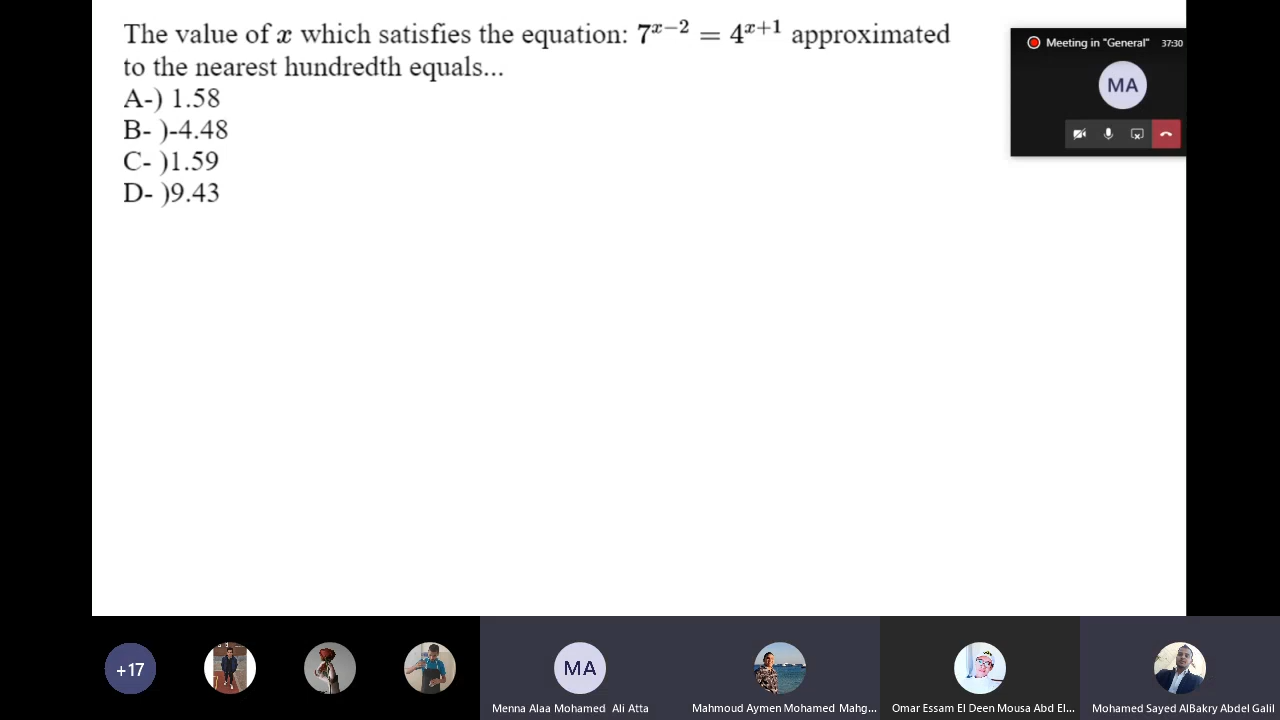 The value of x which satisfies the equation: 7^{x−2} = 4^{x+1} approximated
to the nearest hundredth equals...
A-) 1.58
B- )-4.48
C- )1.59
D- )9.43
Meeting in "General" 37:30
MA
+17
MA
Menna Alaa Mohamed Ali Atta
Mahmoud Aymen Mohamed Mahg...
Omar Essam El Deen Mousa Abd El...
Mohamed Sayed AlBakry Abdel Galil